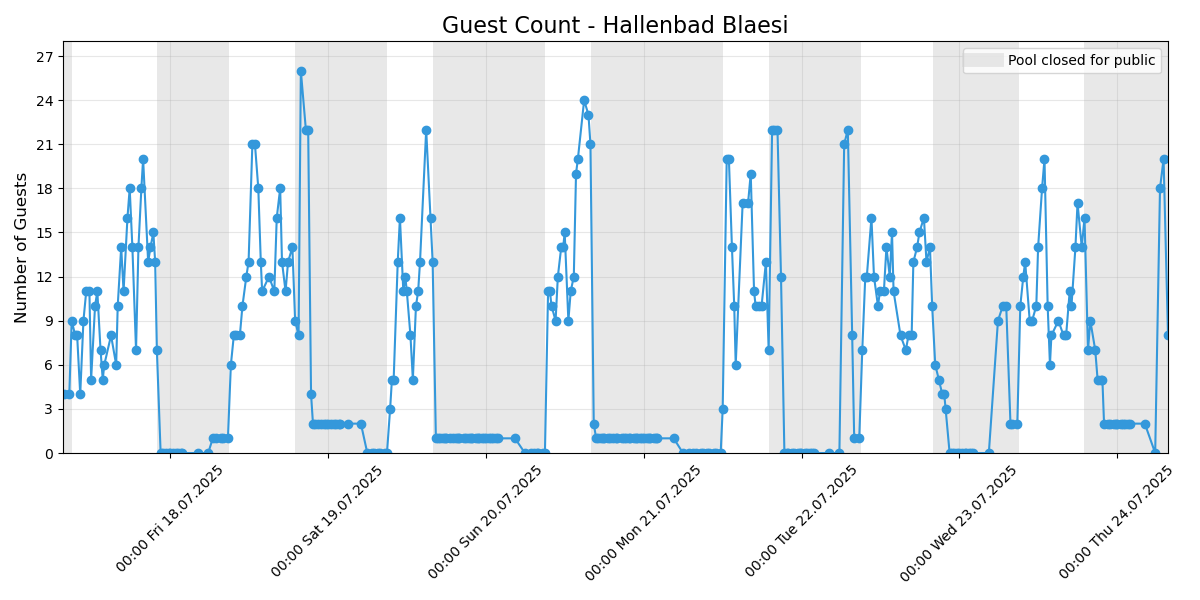 Guest Count - Hallenbad Blaesi
Pool closed for public
Number of Guests
27
24
21
18
15
12
9
6
3
0
00:00 Fri 18.07.2025
00:00 Sat 19.07.2025
00:00 Sun 20.07.2025
00:00 Mon 21.07.2025
00:00 Tue 22.07.2025
00:00 Wed 23.07.2025
00:00 Thu 24.07.2025